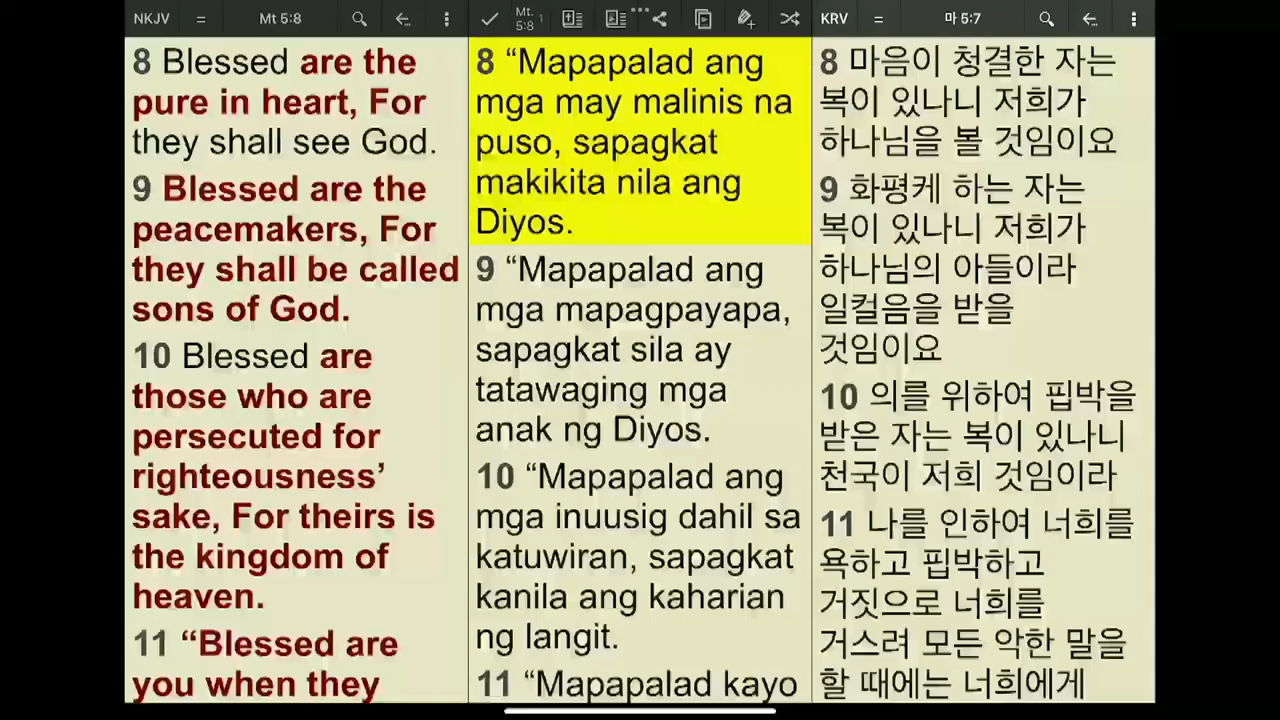 NKJV = Mt 5:8
8 Blessed are the
pure in heart, For
they shall see God.
9 Blessed are the
peacemakers, For
they shall be called
sons of God.
10 Blessed are
those who are
persecuted for
righteousness’
sake, For theirs is
the kingdom of
heaven.
11 “Blessed are
you when they
Mt. 1
5:8
8 “Mapapalad ang
mga may malinis na
puso, sapagkat
makikita nila ang
Diyos.
9 “Mapapalad ang
mga mapagpayapa,
sapagkat sila ay
tatawaging mga
anak ng Diyos.
10 “Mapapalad ang
mga inuusig dahil sa
katuwiran, sapagkat
kanila ang kaharian
ng langit.
11 “Mapapalad kayo
KRV = 마 5:7
8 마음이 청결한 자는
복이 있나니 저희가
하나님을 볼 것임이요
9 화평케 하는 자는
복이 있나니 저희가
하나님의 아들이라
일컬음을 받을
것임이요
10 의를 위하여 핍박을
받은 자는 복이 있나니
천국이 저희 것임이라
11 나를 인하여 너희를
욕하고 핍박하고
거짓으로 너희를
거스려 모든 악한 말을
할 때에는 너희에게